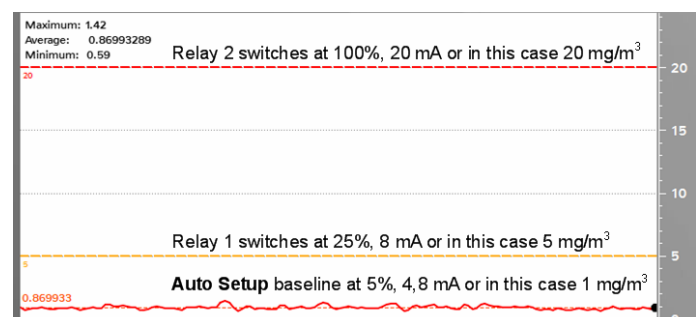 Maximum: 1.42
Average: 0.86993289
Minimum: 0.59
Relay 2 switches at 100%, 20 mA or in this case 20 mg/m³
20
20
15
10
Relay 1 switches at 25%, 8 mA or in this case 5 mg/m³
5
5
Auto Setup baseline at 5%, 4,8 mA or in this case 1 mg/m³
0.869933